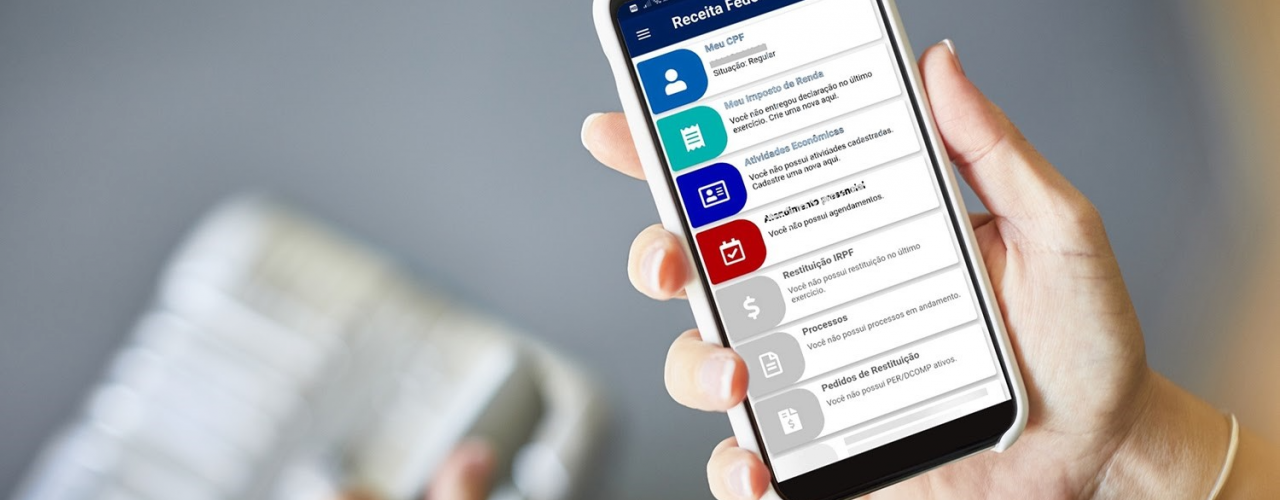 Receita Fede
Meu CPF
Situação: Regular
Meu Imposto de Renda
Você não entregou declaração no último
exercício. Crie uma nova aqui.
Atividades Econômicas
Você não possui atividades cadastradas.
Cadastre uma nova aqui.
Atendimento presencial
Você não possui agendamentos.
Restituição IRPF
Você não possui restituição no último
exercício.
Processos
Você não possui processos em andamento.
Pedidos de Restituição
Você não possui PER/DCOMP ativos.